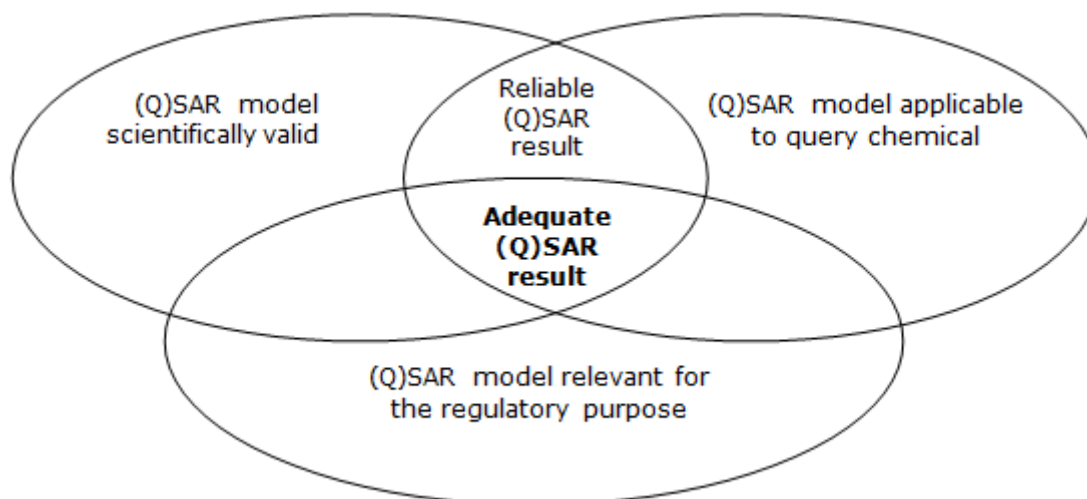 (Q)SAR model
scientifically valid
Reliable
(Q)SAR
result
(Q)SAR model applicable
to query chemical
Adequate
(Q)SAR
result
(Q)SAR model relevant for
the regulatory purpose